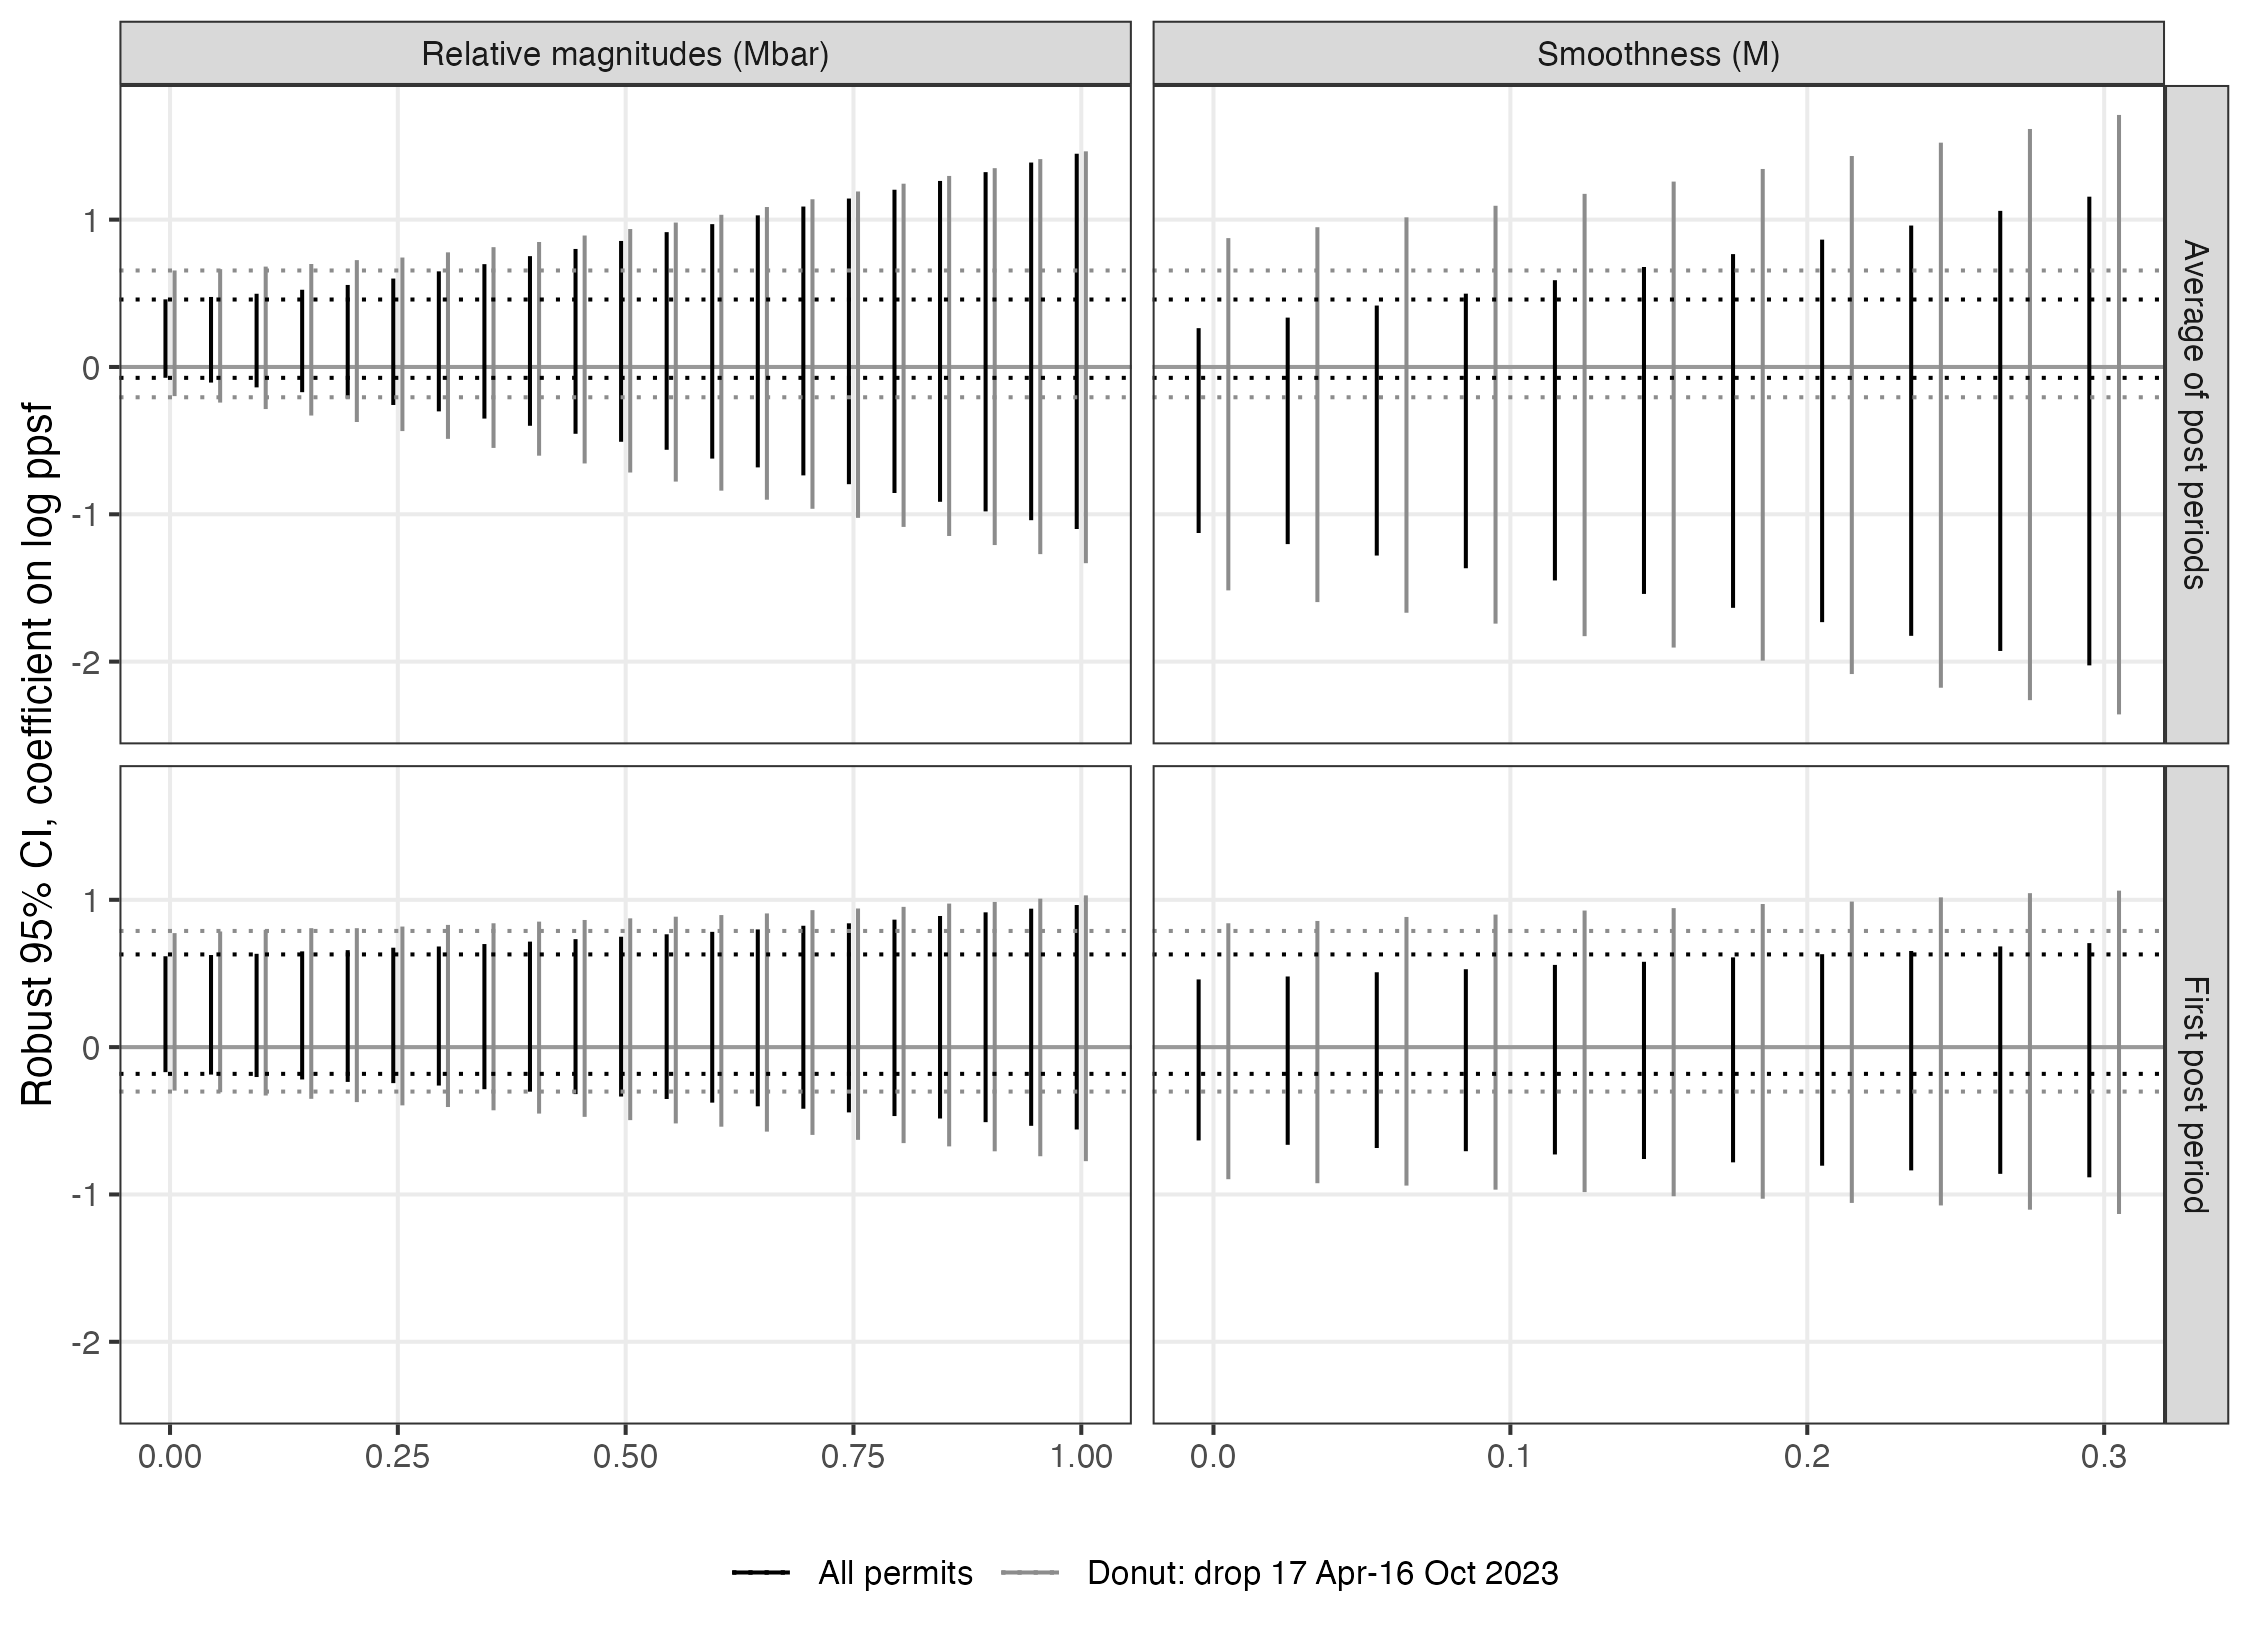 Relative magnitudes (Mbar)
Smoothness (M)
Robust 95% CI, coefficient on log ppsf
1
0
-1
-2
Average of post periods
1
0
-1
-2
First post period
0.00 0.25 0.50 0.75 1.00
0.0 0.1 0.2 0.3
All permits
Donut: drop 17 Apr-16 Oct 2023